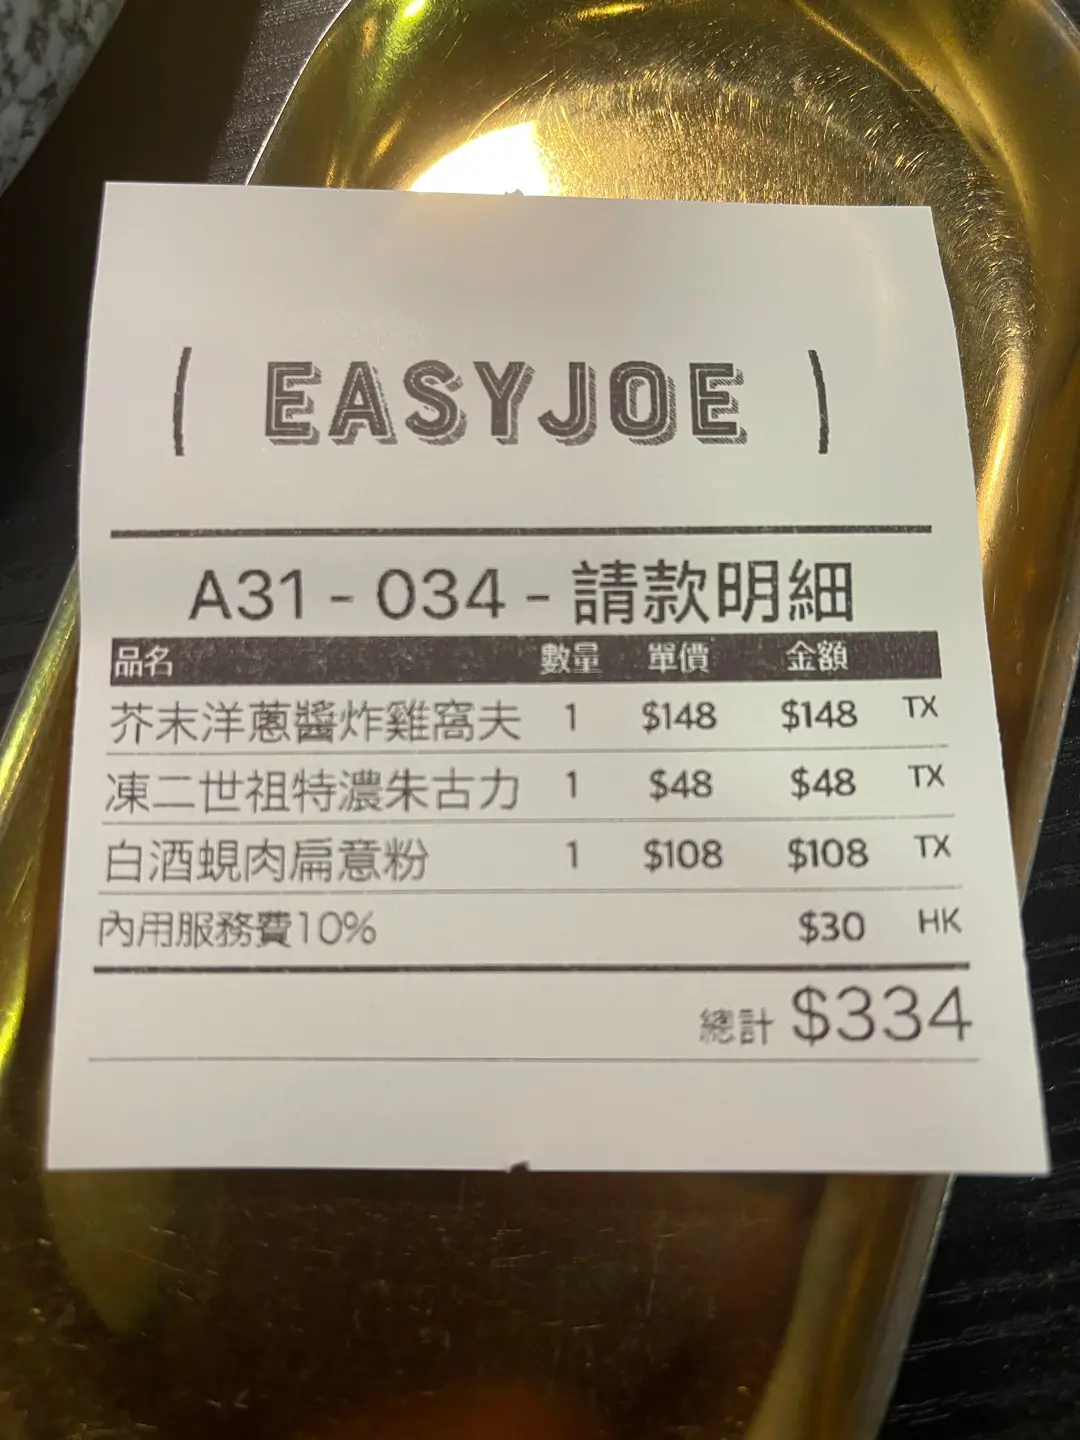 ( EASYJOE )
A31 - 034 - 請款明細
品名 數量 單價 金額
芥末洋蔥醬炸雞窩夫 1 $148 $148 TX
凍二世祖特濃朱古力 1 $48 $48 TX
白酒蜆肉扁意粉 1 $108 $108 TX
內用服務費10% $30 HK
總計 $334